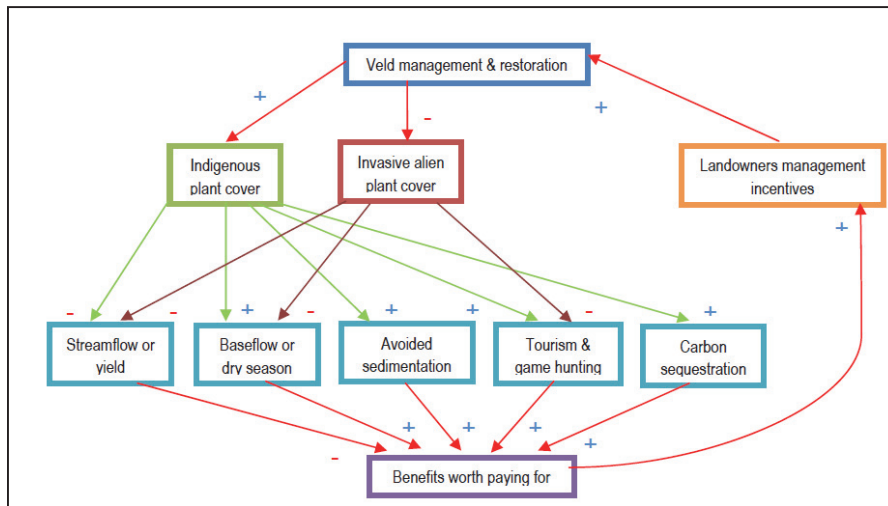 Veld management & restoration
+
-
+
Indigenous
plant cover
Invasive alien
plant cover
Landowners management
incentives
+
-
-
+
-
+
+
-
+
Streamflow or
yield
Baseflow or
dry season
Avoided
sedimentation
Tourism &
game hunting
Carbon
sequestration
-
+
+
+
+
Benefits worth paying for